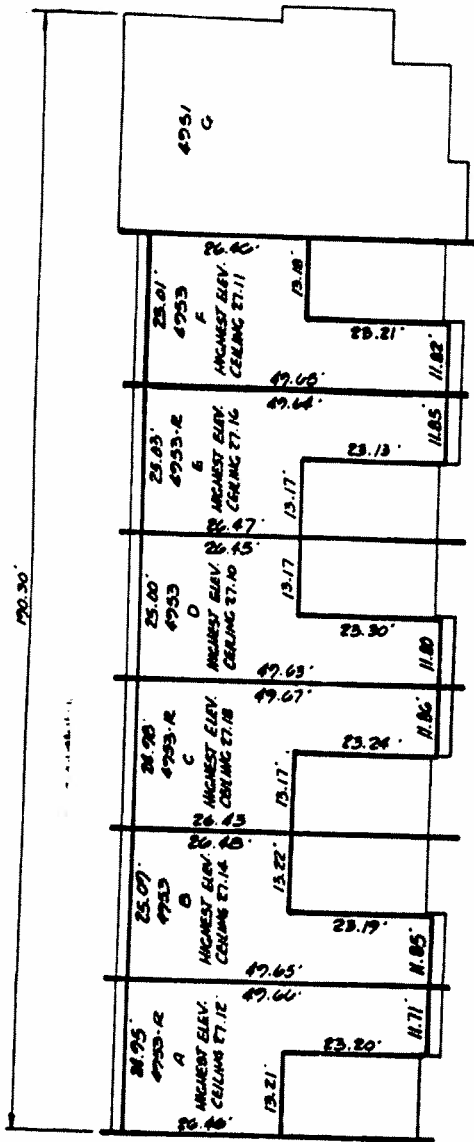 190.30'
4951
G
26.46'
25.01'
4953
F
HIGHEST ELEV.
CEILING 27.11
13.18'
23.21'
11.82'
49.65'
49.64'
25.03'
4953-R
E
HIGHEST ELEV.
CEILING 27.16
11.85
23.13'
13.17'
26.47'
26.45'
25.00'
4953
D
HIGHEST ELEV.
CEILING 27.10
13.17
23.30'
11.80
49.63'
49.67'
24.98'
4953-R
C
HIGHEST ELEV.
CEILING 27.18
11.86'
23.24'
13.17'
26.43
26.48'
25.07'
4953
B
HIGHEST ELEV.
CEILING 27.14
13.22'
23.19'
11.85'
49.65'
49.66'
24.95'
4953-R
A
HIGHEST ELEV.
CEILING 27.12'
11.71'
23.20'
13.21'
26.46'